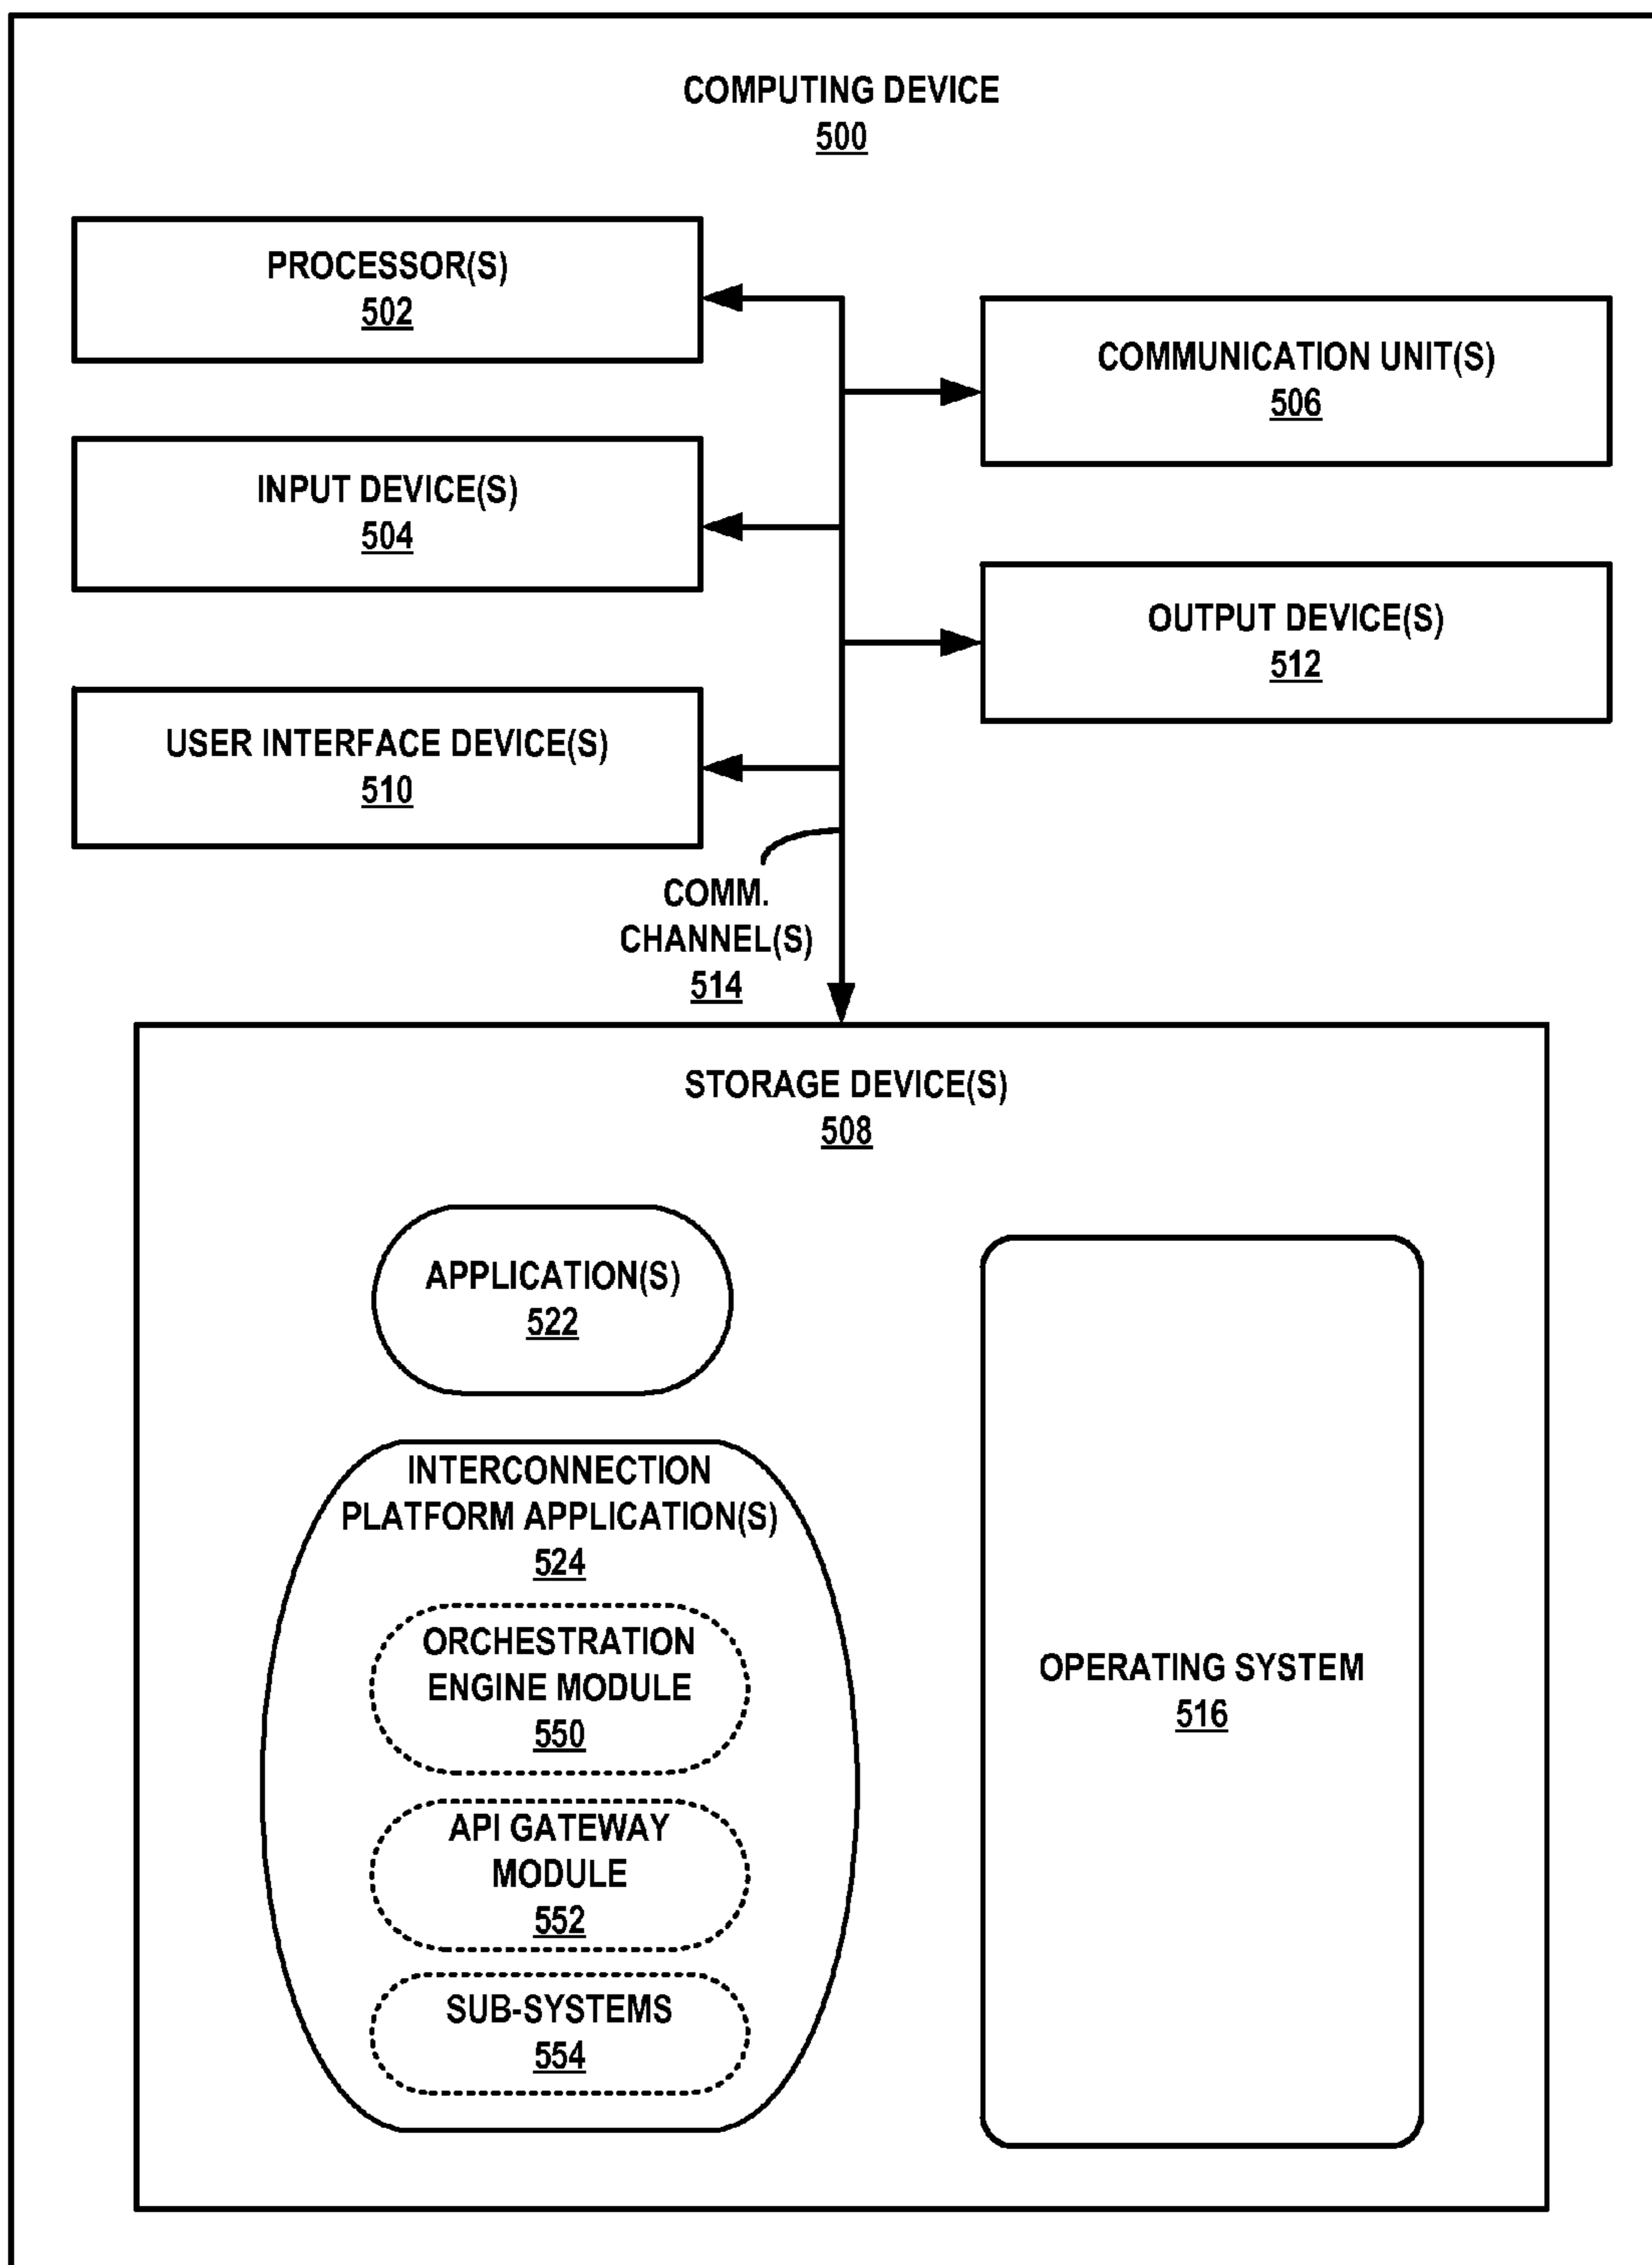 COMPUTING DEVICE
500
PROCESSOR(S)
502
COMMUNICATION UNIT(S)
506
INPUT DEVICE(S)
504
OUTPUT DEVICE(S)
512
USER INTERFACE DEVICE(S)
510
COMM.
CHANNEL(S)
514
STORAGE DEVICE(S)
508
APPLICATION(S)
522
INTERCONNECTION
PLATFORM APPLICATION(S)
524
ORCHESTRATION
ENGINE MODULE
550
API GATEWAY
MODULE
552
SUB-SYSTEMS
554
OPERATING SYSTEM
516